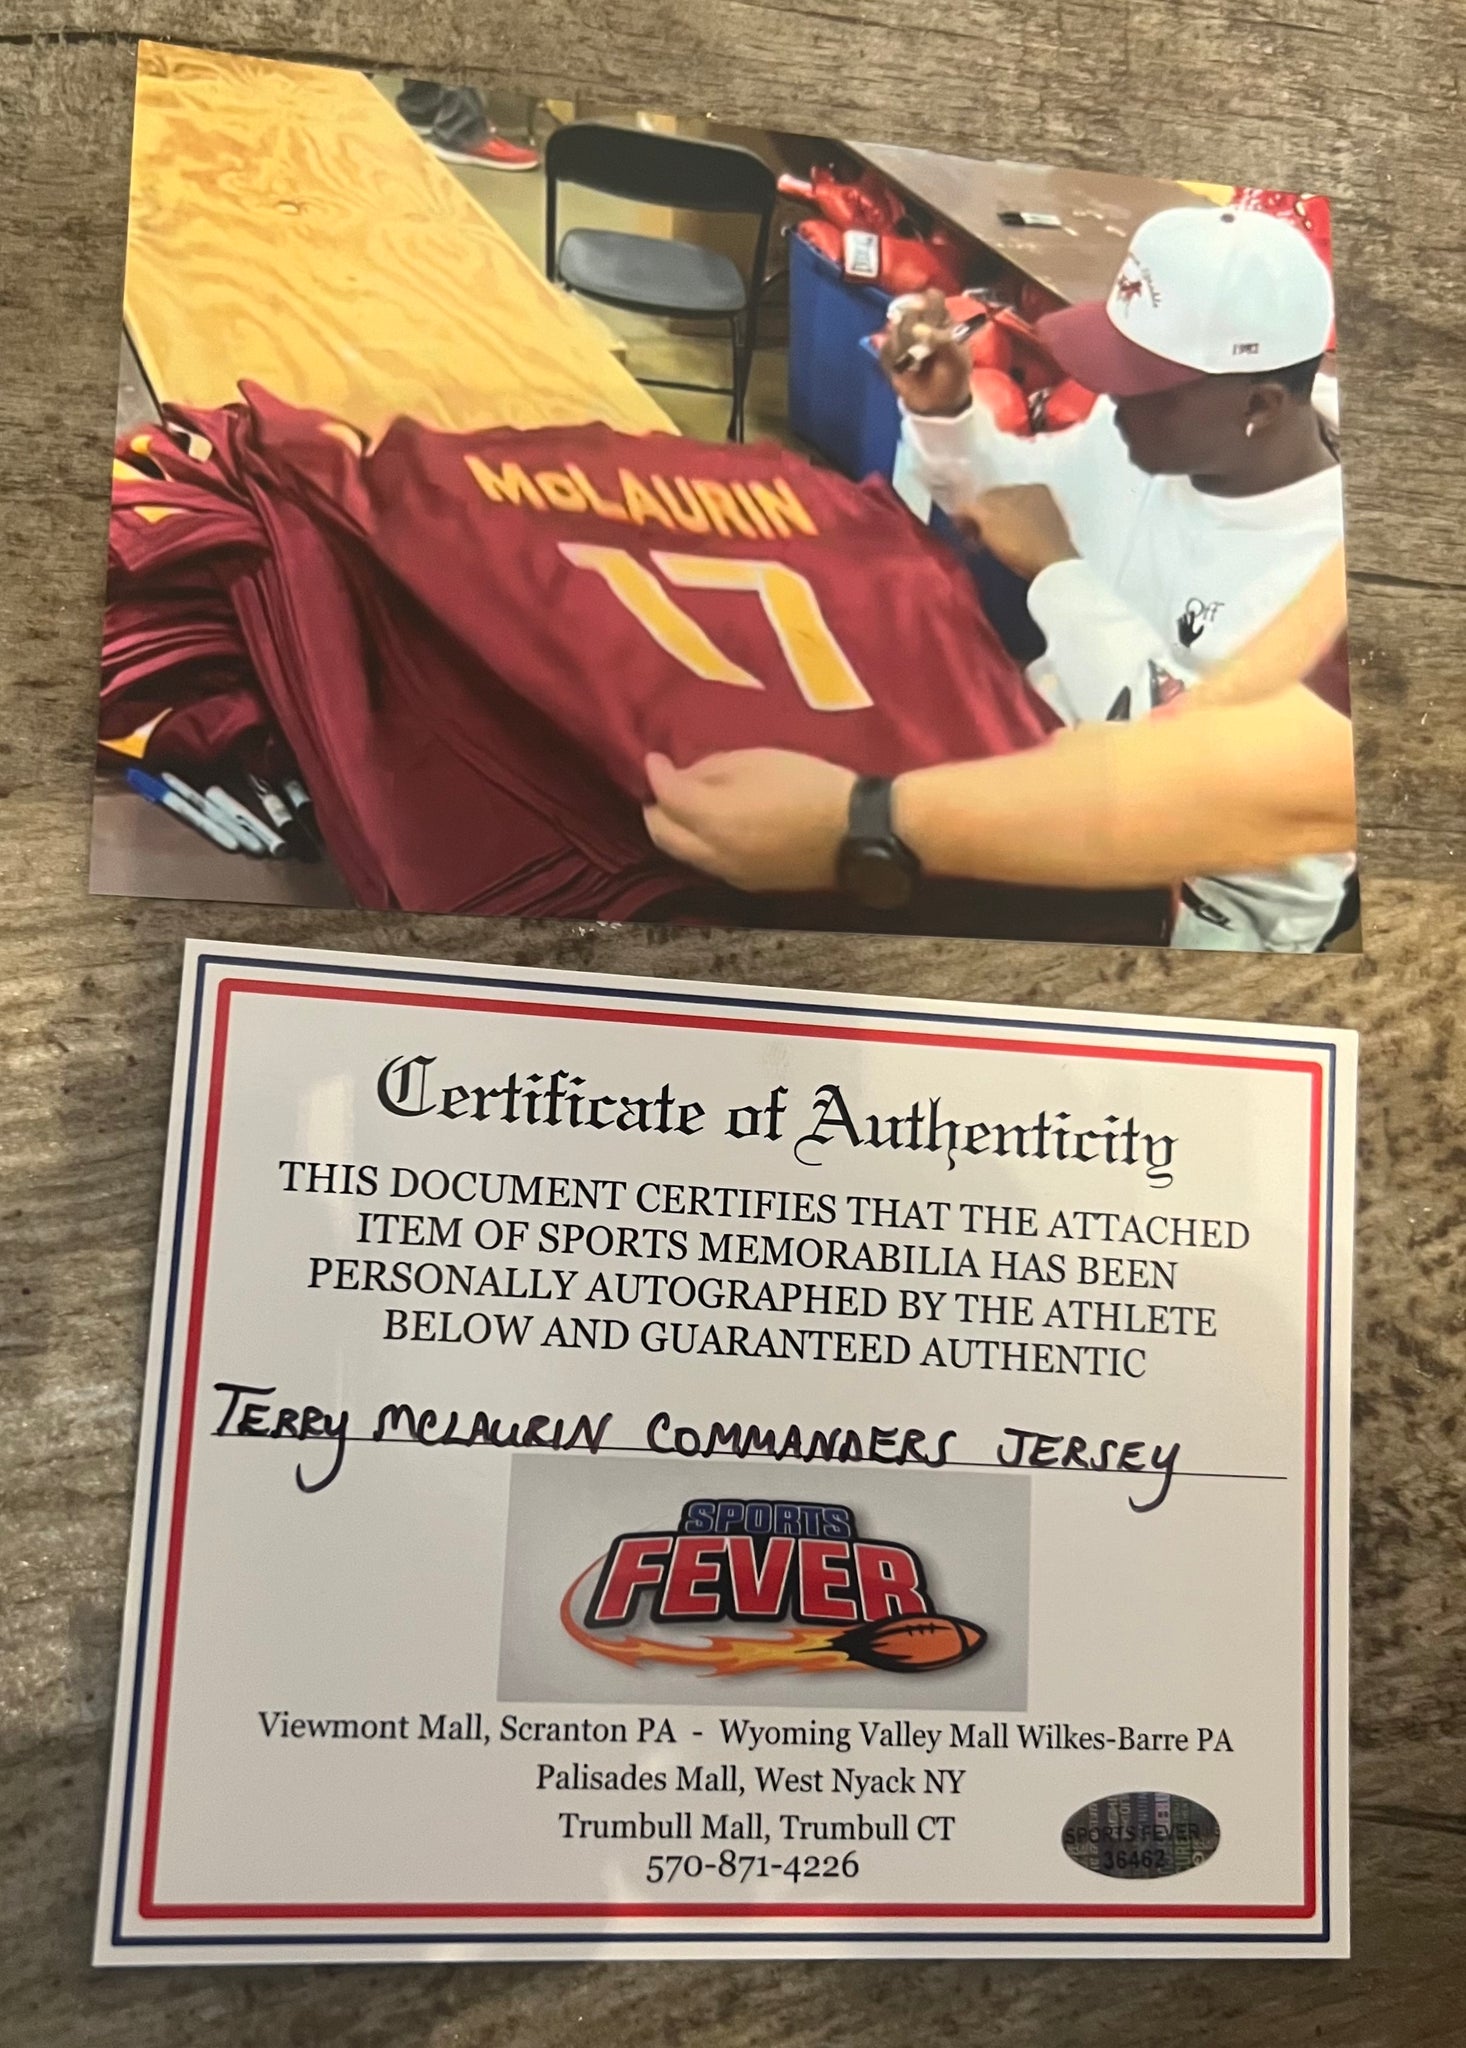 McLAURIN
17
Off
Certificate of Authenticity
THIS DOCUMENT CERTIFIES THAT THE ATTACHED
ITEM OF SPORTS MEMORABILIA HAS BEEN
PERSONALLY AUTOGRAPHED BY THE ATHLETE
BELOW AND GUARANTEED AUTHENTIC
TERRY MCLAURIN COMMANDERS JERSEY
SPORTS
FEVER
Viewmont Mall, Scranton PA - Wyoming Valley Mall Wilkes-Barre PA
Palisades Mall, West Nyack NY
Trumbull Mall, Trumbull CT
570-871-4226
SPORTS FEVER
36462